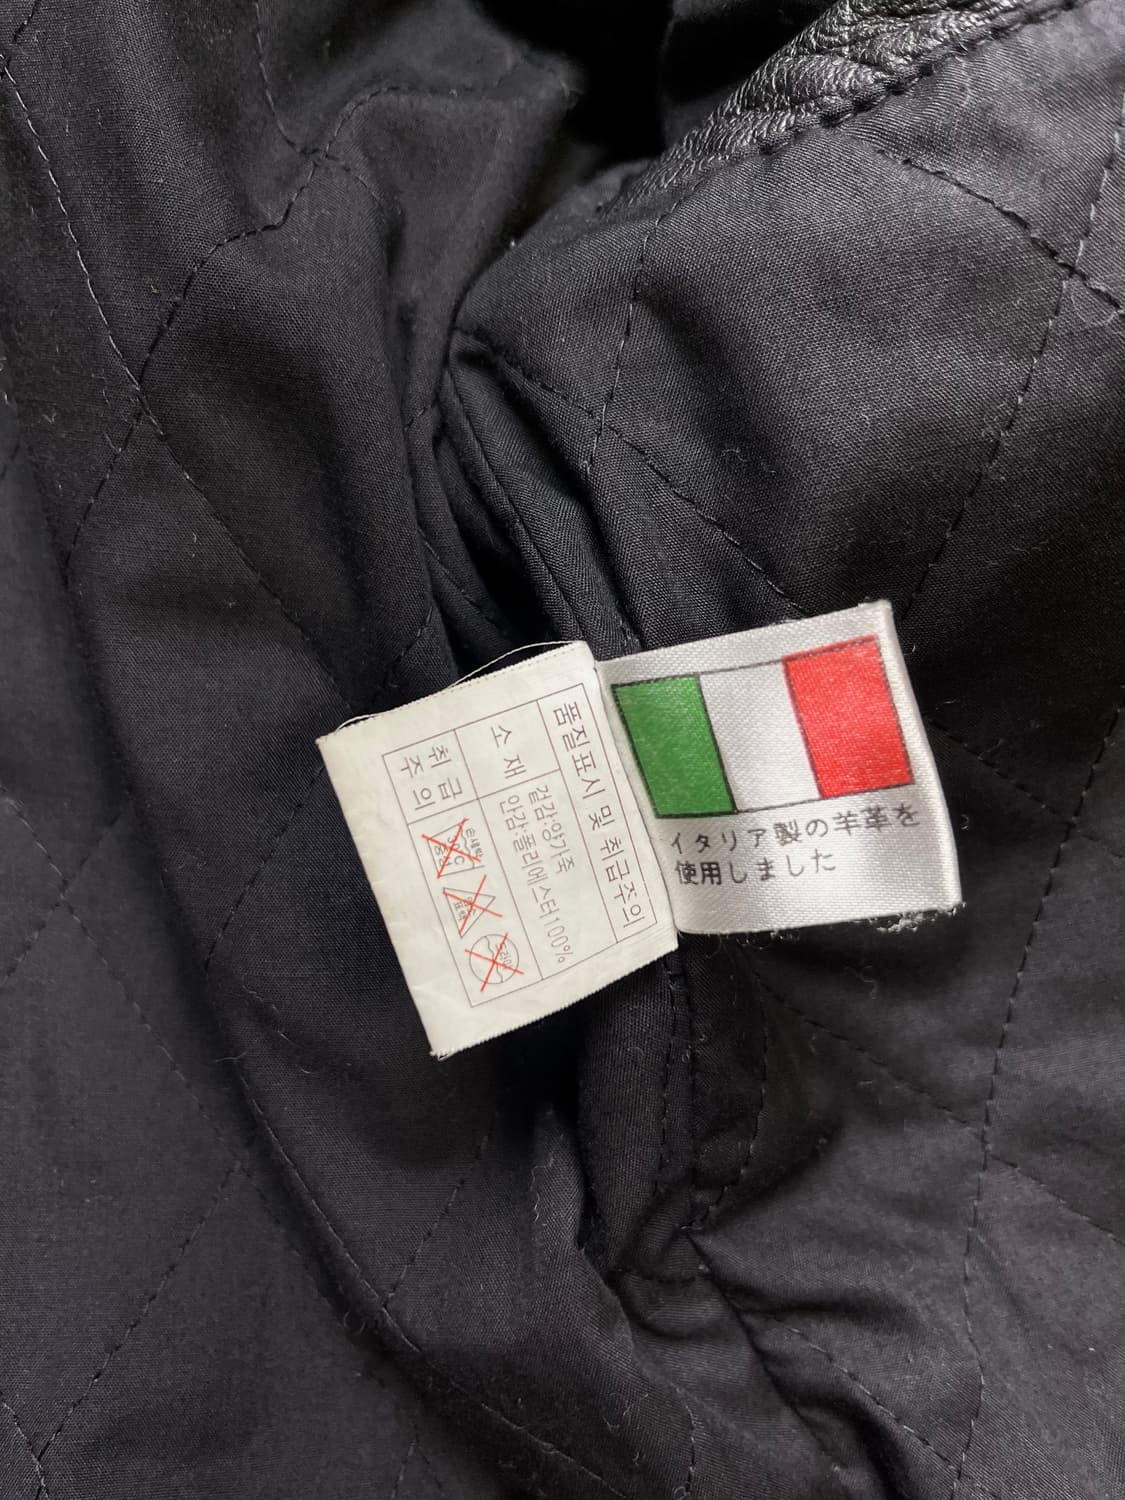 품질표시 및 취급주의
소재
겉감:양가죽
안감:폴리에스터100%
취급
주의
イタリア製の羊革を
使用しました